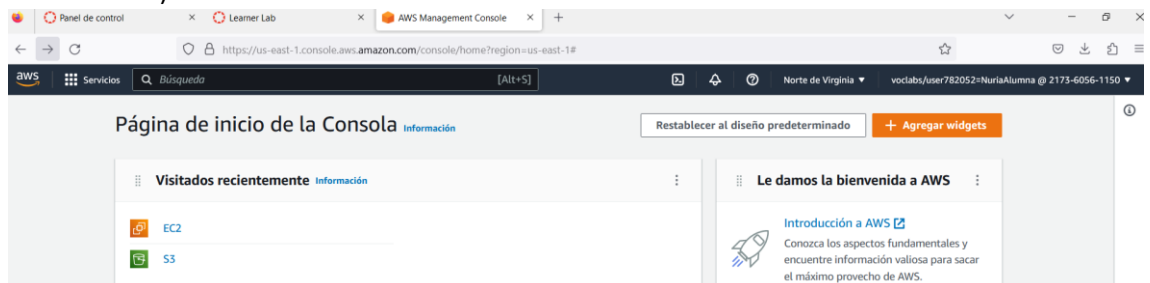 Panel de control
Learner Lab
AWS Management Console
https://us-east-1.console.aws.amazon.com/console/home?region=us-east-1#
aws Servicios Búsqueda [Alt+S] Norte de Virginia voclabs/user782052=NuriaAlumna @ 2173-6056-1150
Página de inicio de la Consola Información
Restablecer al diseño predeterminado
+ Agregar widgets
Visitados recientemente Información
EC2
S3
Le damos la bienvenida a AWS
Introducción a AWS
Conozca los aspectos fundamentales y
encuentre información valiosa para sacar
el máximo provecho de AWS.